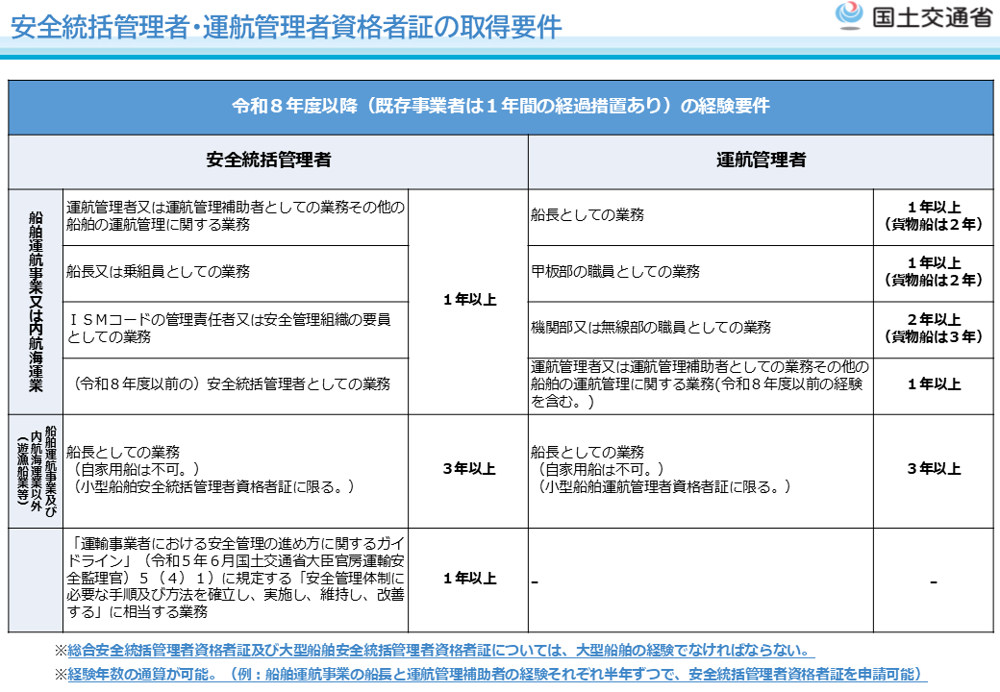 安全統括管理者・運航管理者資格者証の取得要件
国土交通省
令和８年度以降（既存事業者は１年間の経過措置あり）の経験要件
安全統括管理者
運航管理者
船舶運航事業又は内航海運業
運航管理者又は運航管理補助者としての業務その他の
船舶の運航管理に関する業務
船長又は乗組員としての業務
ＩＳＭコードの管理責任者又は安全管理組織の要員
としての業務
（令和８年度以前の）安全統括管理者としての業務
１年以上
船長としての業務
１年以上
（貨物船は２年）
甲板部の職員としての業務
１年以上
（貨物船は２年）
機関部又は無線部の職員としての業務
２年以上
（貨物船は３年）
運航管理者又は運航管理補助者としての業務その他の
船舶の運航管理に関する業務(令和８年度以前の経験
を含む。)
１年以上
船舶運航事業及び
内航海運業以外
（遊漁船業等）
船長としての業務
（自家用船は不可。）
（小型船舶安全統括管理者資格者証に限る。）
３年以上
船長としての業務
（自家用船は不可。）
（小型船舶運航管理者資格者証に限る。）
３年以上
「運輸事業者における安全管理の進め方に関するガイ
ドライン」（令和５年６月国土交通省大臣官房運輸安
全監理官）５（４）１）に規定する「安全管理体制に
必要な手順及び方法を確立し、実施し、維持し、改善
する」に相当する業務
１年以上
–
–
※総合安全統括管理者資格者証及び大型船舶安全統括管理者資格者証については、大型船舶の経験でなければならない。
※経験年数の通算が可能。（例：船舶運航事業の船長と運航管理補助者の経験それぞれ半年ずつで、安全統括管理者資格者証を申請可能）